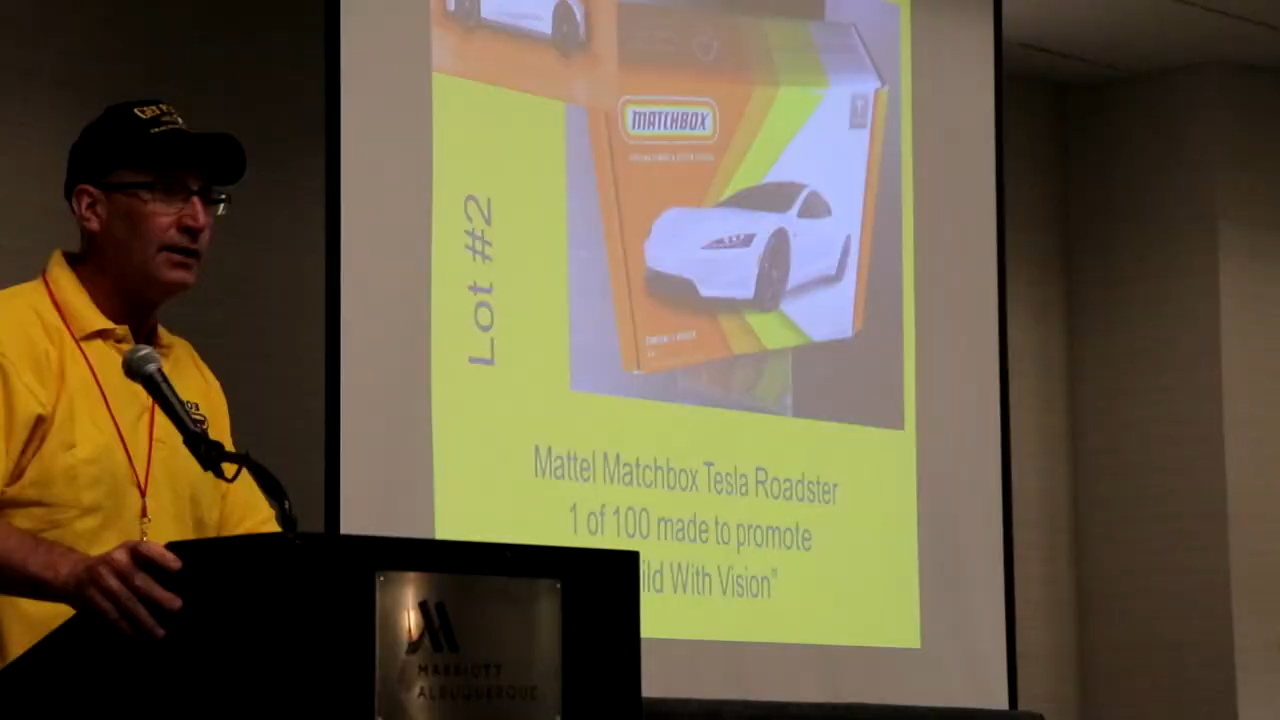 MATCHBOX
Lot #2
Mattel Matchbox Tesla Roadster
1 of 100 made to promote
ild With Vision"
MARRIOTT
ALBUQUERQUE